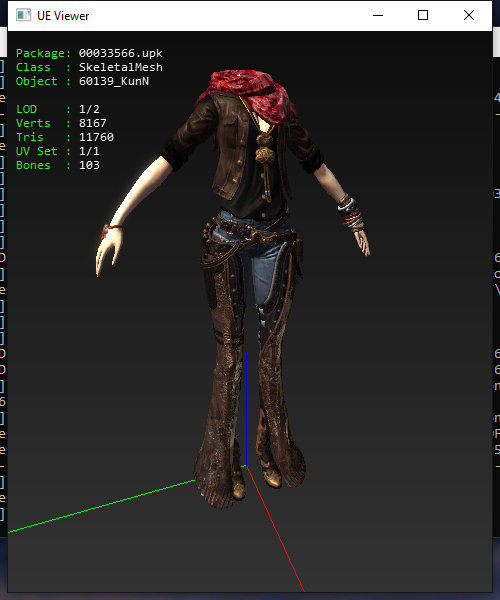 UE Viewer
Package: 00033566.upk
Class : SkeletalMesh
Object : 60139_KunN
LOD : 1/2
Verts : 8167
Tris : 11760
UV Set : 1/1
Bones : 103